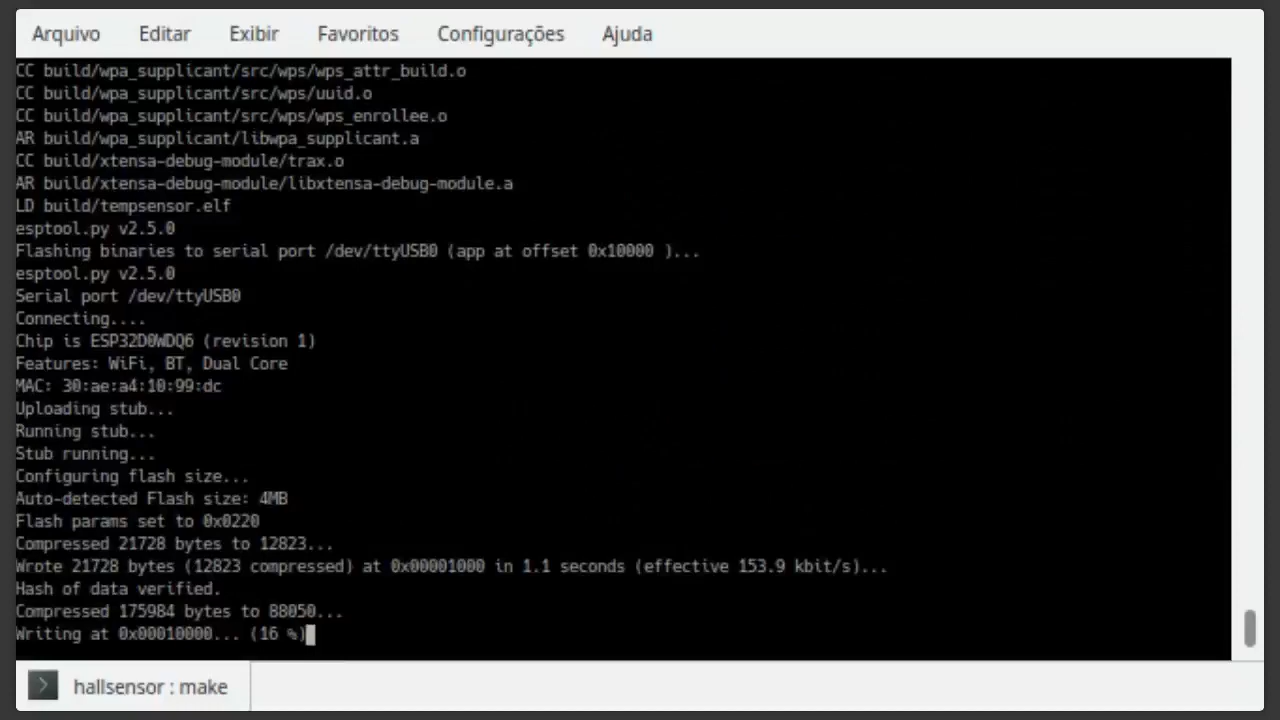 Arquivo Editar Exibir Favoritos Configurações Ajuda
CC build/wpa_supplicant/src/wps/wps_attr_build.o
CC build/wpa_supplicant/src/wps/uuid.o
CC build/wpa_supplicant/src/wps/wps_enrollee.o
AR build/wpa_supplicant/libwpa_supplicant.a
CC build/xtensa-debug-module/trax.o
AR build/xtensa-debug-module/libxtensa-debug-module.a
LD build/tempsensor.elf
esptool.py v2.5.0
Flashing binaries to serial port /dev/ttyUSB0 (app at offset 0x10000 )...
esptool.py v2.5.0
Serial port /dev/ttyUSB0
Connecting....
Chip is ESP32D0WDQ6 (revision 1)
Features: WiFi, BT, Dual Core
MAC: 30:ae:a4:10:99:dc
Uploading stub...
Running stub...
Stub running...
Configuring flash size...
Auto-detected Flash size: 4MB
Flash params set to 0x0220
Compressed 21728 bytes to 12823...
Wrote 21728 bytes (12823 compressed) at 0x00001000 in 1.1 seconds (effective 153.9 kbit/s)...
Hash of data verified.
Compressed 175984 bytes to 88050...
Writing at 0x00010000... (16 %)
hallsensor : make